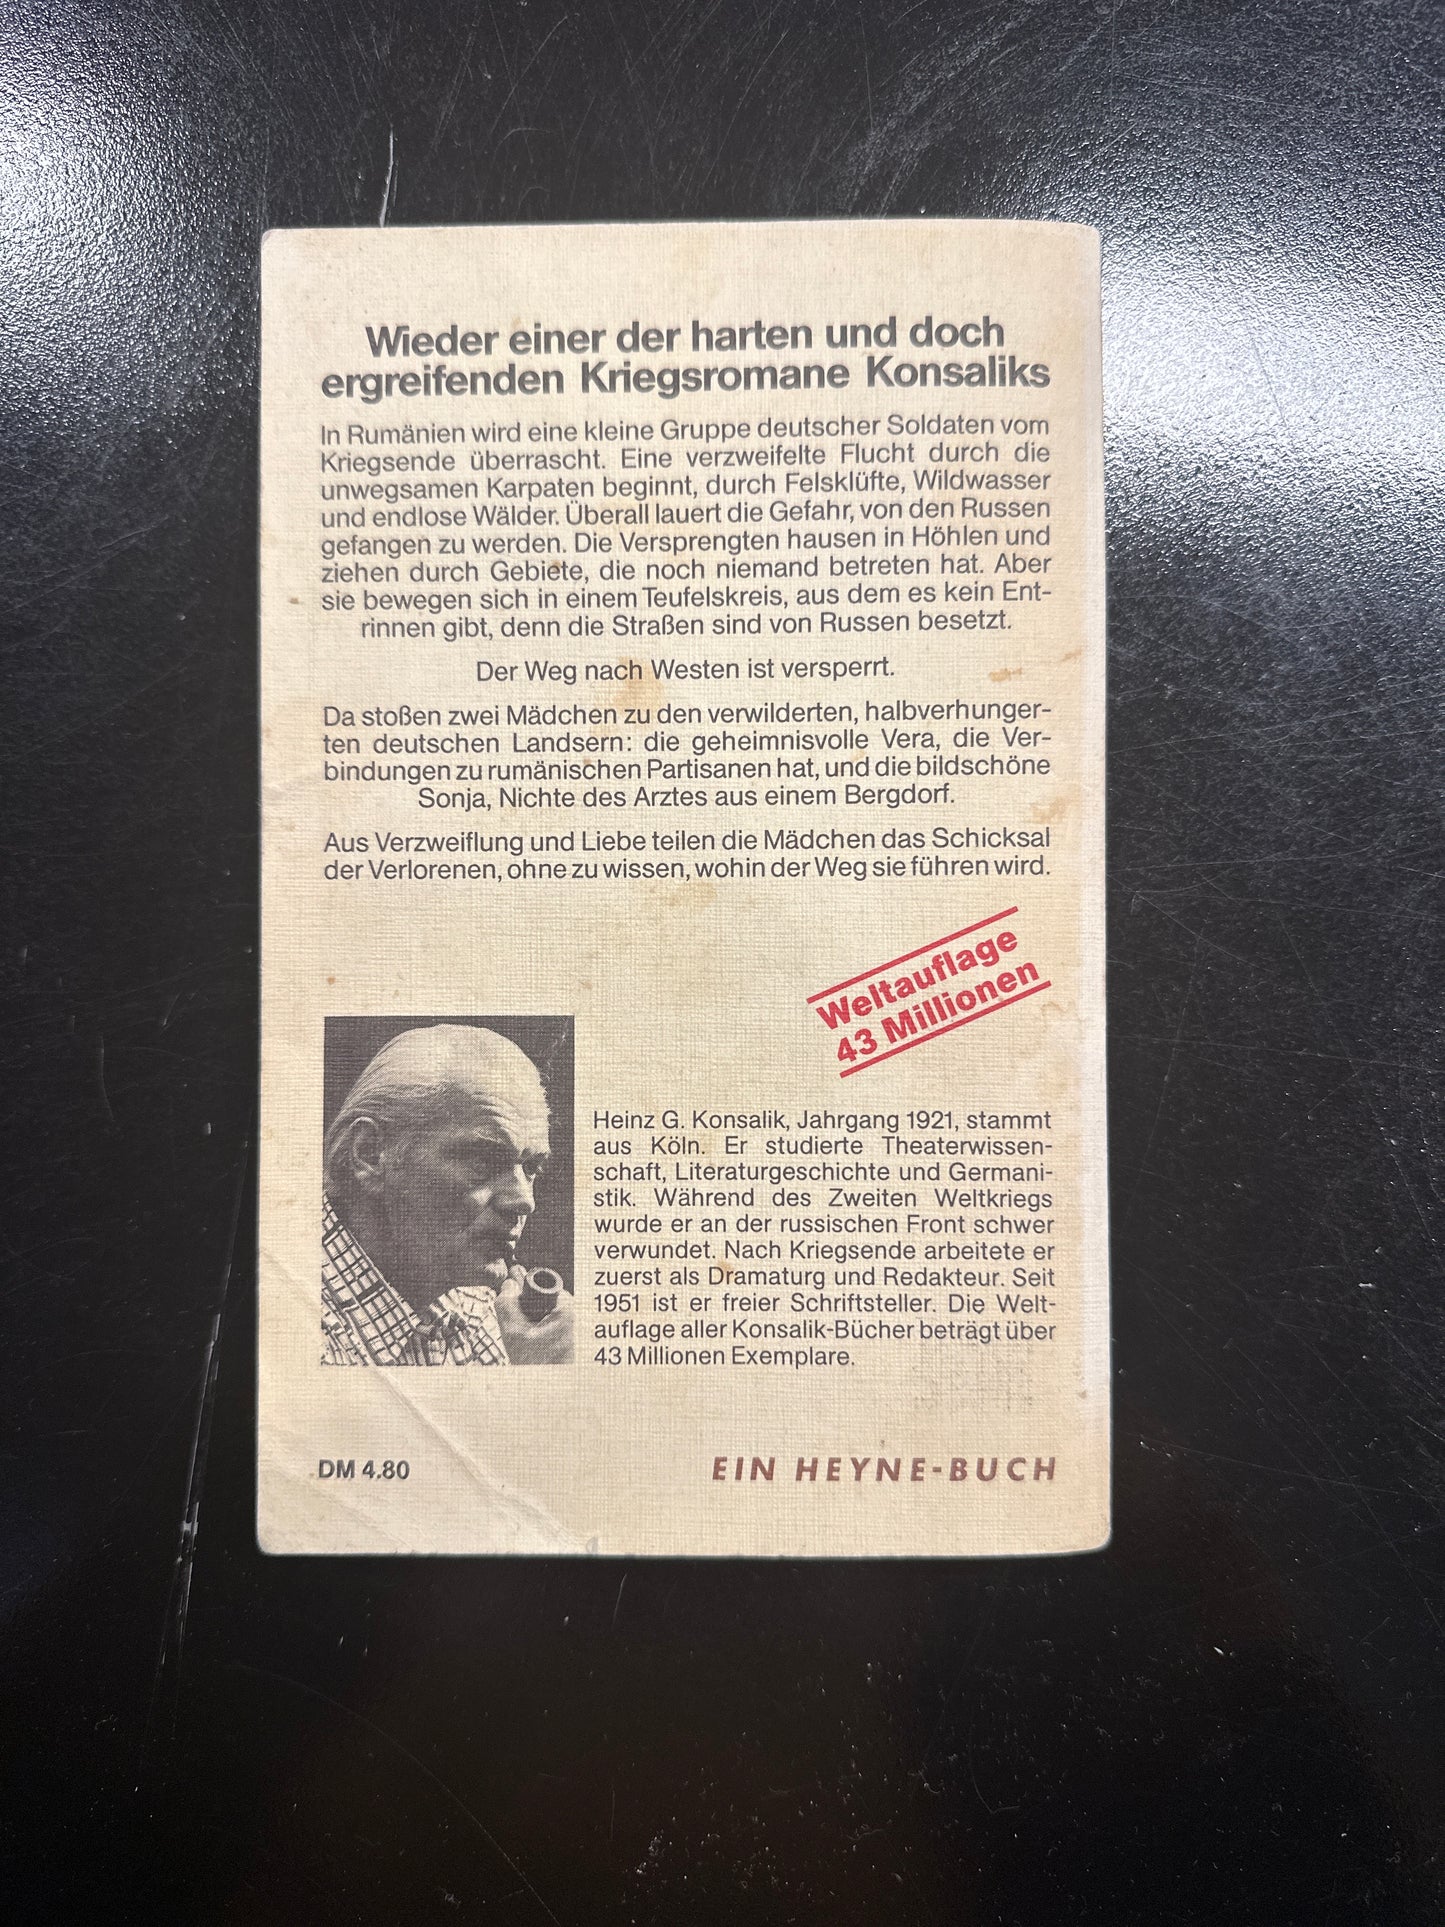 Wieder einer der harten und doch
ergreifenden Kriegsromane Konsaliks
In Rumänien wird eine kleine Gruppe deutscher Soldaten vom
Kriegsende überrascht. Eine verzweifelte Flucht durch die
unwegsamen Karpaten beginnt, durch Felsklüfte, Wildwasser
und endlose Wälder. Überall lauert die Gefahr, von den Russen
gefangen zu werden. Die Versprengten hausen in Höhlen und
ziehen durch Gebiete, die noch niemand betreten hat. Aber
sie bewegen sich in einem Teufelskreis, aus dem es kein Ent-
rinnen gibt, denn die Straßen sind von Russen besetzt.
Der Weg nach Westen ist versperrt.
Da stoßen zwei Mädchen zu den verwilderten, halbverhunger-
ten deutschen Landsern: die geheimnisvolle Vera, die Ver-
bindungen zu rumänischen Partisanen hat, und die bildschöne
Sonja, Nichte des Arztes aus einem Bergdorf.
Aus Verzweiflung und Liebe teilen die Mädchen das Schicksal
der Verlorenen, ohne zu wissen, wohin der Weg sie führen wird.
Weltauflage
43 Millionen
Heinz G. Konsalik, Jahrgang 1921, stammt
aus Köln. Er studierte Theaterwissen-
schaft, Literaturgeschichte und Germani-
stik. Während des Zweiten Weltkriegs
wurde er an der russischen Front schwer
verwundet. Nach Kriegsende arbeitete er
zuerst als Dramaturg und Redakteur. Seit
1951 ist er freier Schriftsteller. Die Welt-
auflage aller Konsalik-Bücher beträgt über
43 Millionen Exemplare.
DM 4.80
EIN HEYNE-BUCH